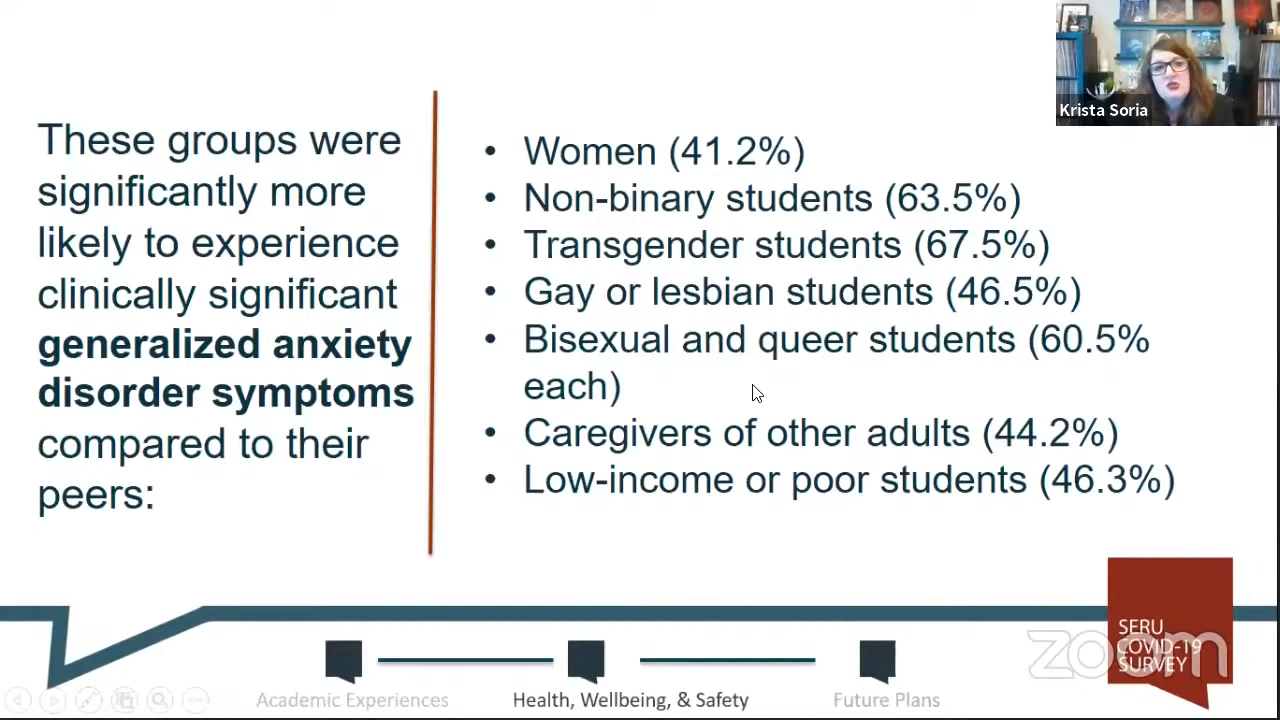 Krista Soria
These groups were
significantly more
likely to experience
clinically significant
generalized anxiety
disorder symptoms
compared to their
peers:
• Women (41.2%)
• Non-binary students (63.5%)
• Transgender students (67.5%)
• Gay or lesbian students (46.5%)
• Bisexual and queer students (60.5%
each)
• Caregivers of other adults (44.2%)
• Low-income or poor students (46.3%)
SERU
COVID-19
SURVEY
zoom
Academic Experiences
Health, Wellbeing, & Safety
Future Plans